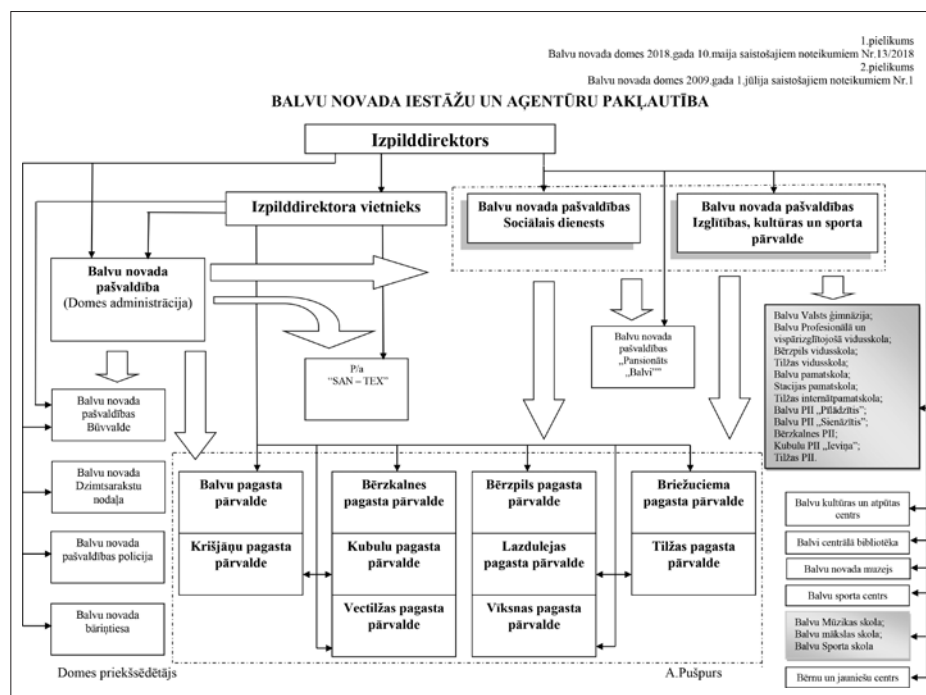 1.pielikums
Balvu novada domes 2018.gada 10.maija saistošajiem noteikumiem Nr.13/2018
2.pielikums
Balvu novada domes 2009.gada 1.jūlija saistošajiem noteikumiem Nr.1
BALVU NOVADA IESTĀŽU UN AĢENTŪRU PAKĻAUTĪBA
Izpilddirektors
Izpilddirektora vietnieks
Balvu novada pašvaldības
Sociālais dienests
Balvu novada pašvaldības
Izglītības, kultūras un sporta
pārvalde
Balvu novada
pašvaldība
(Domes administrācija)
P/a
"SAN – TEX"
Balvu novada
pašvaldības
„Pansionāts
„Balvi””
Balvu Valsts ģimnāzija;
Balvu Profesionālā un
vispārizglītojošā vidusskola;
Bērzpils vidusskola;
Tilžas vidusskola;
Balvu pamatskola;
Stacijas pamatskola;
Tilžas internātpamatskola;
Balvu PII „Pīlādzītis”;
Balvu PII „Sienāzītis”;
Bērzkalnes PII;
Kubulu PII „Ieviņa”;
Tilžas PII.
Balvu novada
pašvaldības
Būvvalde
Balvu novada
Dzimtsarakstu
nodaļa
Balvu novada
pašvaldības policija
Balvu novada
bāriņtiesa
Balvu pagasta
pārvalde
Krišjāņu pagasta
pārvalde
Bērzkalnes
pagasta pārvalde
Kubulu pagasta
pārvalde
Vectilžas pagasta
pārvalde
Bērzpils pagasta
pārvalde
Lazdulejas
pagasta pārvalde
Vīksnas pagasta
pārvalde
Briežuciema
pagasta pārvalde
Tilžas pagasta
pārvalde
Balvu kultūras un atpūtas
centrs
Balvi centrālā bibliotēka
Balvu novada muzejs
Balvu sporta centrs
Balvu Mūzikas skola;
Balvu mākslas skola;
Balvu Sporta skola
Bērnu un jauniešu centrs
Domes priekšsēdētājs
A.Pušpurs